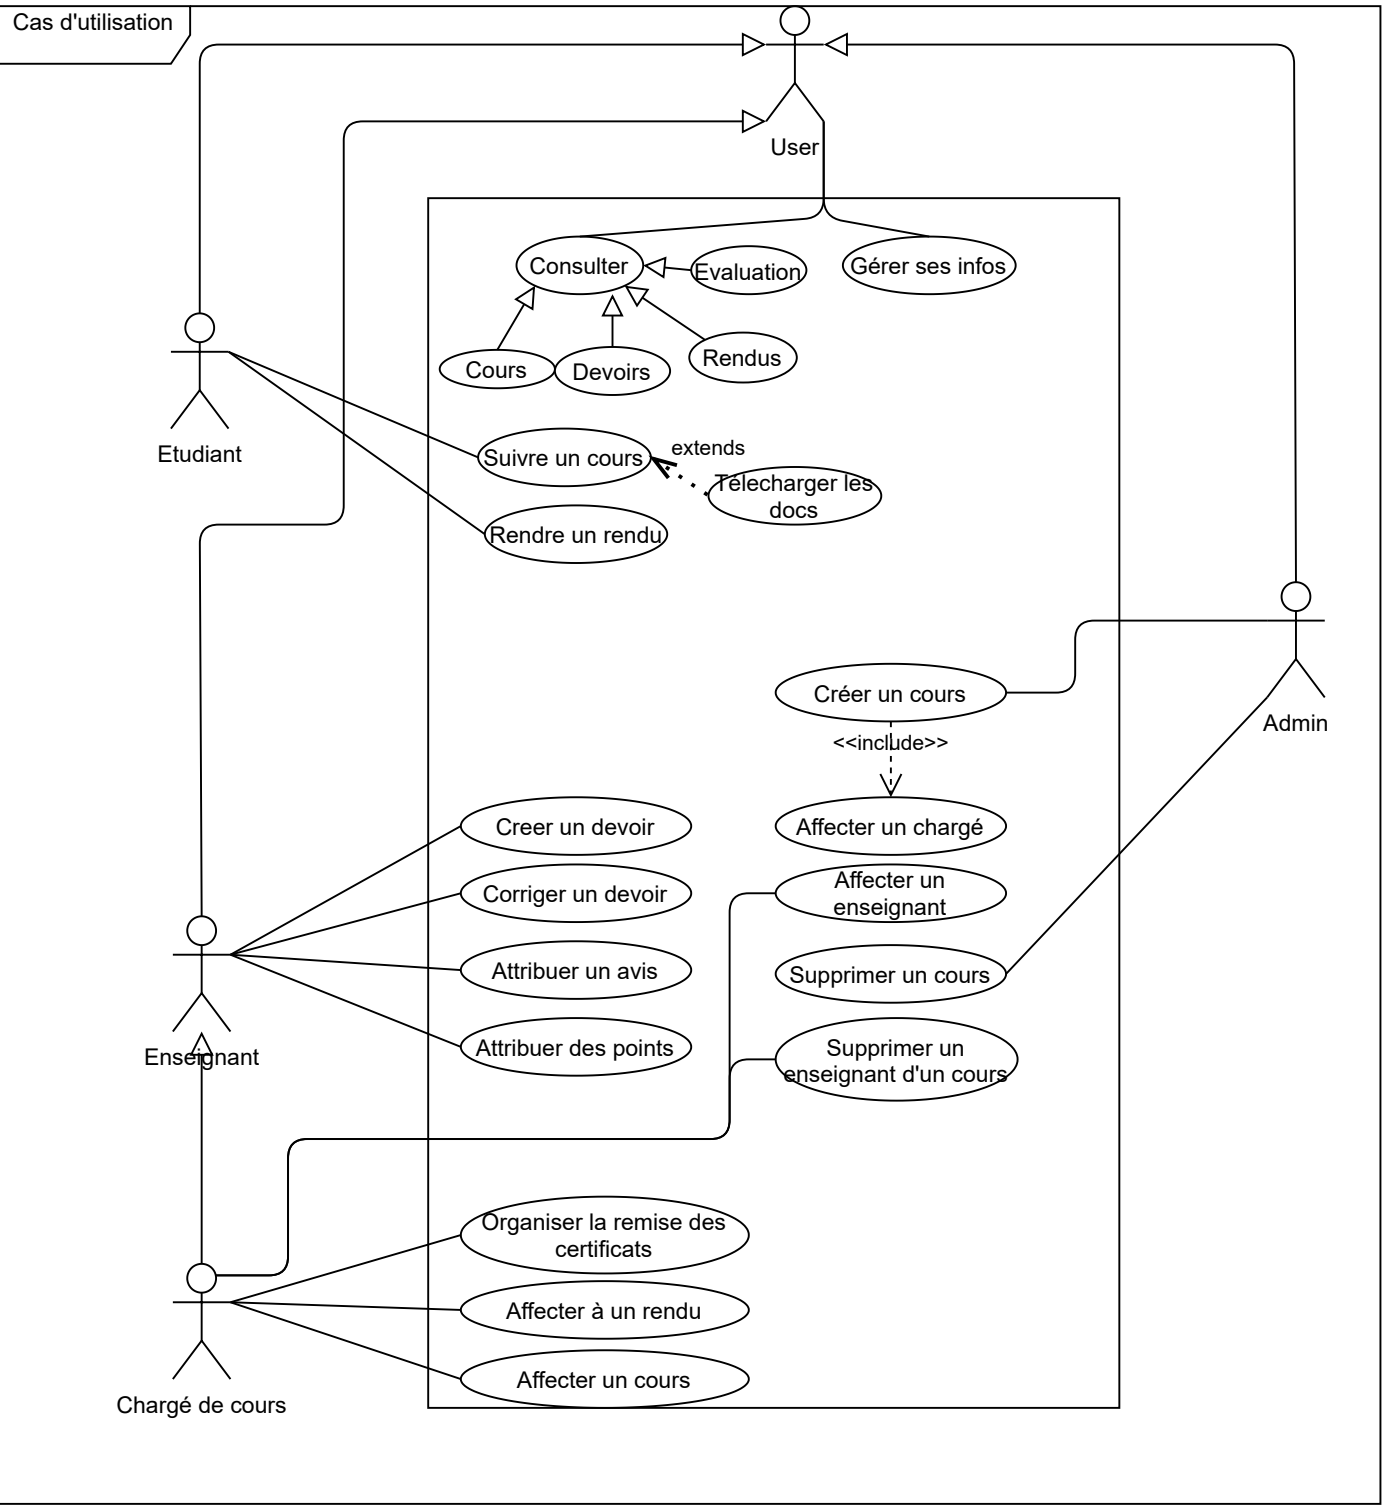 Cas d'utilisation
User
Consulter
Evaluation
Gérer ses infos
Cours
Devoirs
Rendus
Etudiant
extends
Suivre un cours
Télecharger les
docs
Rendre un rendu
Créer un cours
Admin
<<include>>
Creer un devoir
Affecter un chargé
Corriger un devoir
Affecter un
enseignant
Attribuer un avis
Supprimer un cours
Enseignant
Attribuer des points
Supprimer un
enseignant d'un cours
Organiser la remise des
certificats
Affecter à un rendu
Affecter un cours
Chargé de cours